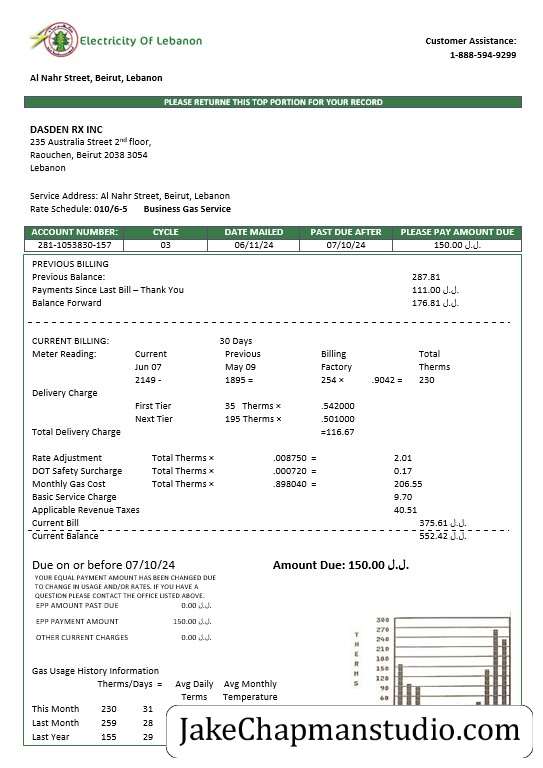 Electricity Of Lebanon
Customer Assistance:
1-888-594-9299
Al Nahr Street, Beirut, Lebanon
PLEASE RETURNE THIS TOP PORTION FOR YOUR RECORD
DASDEN RX INC
235 Australia Street 2nd floor,
Raouchen, Beirut 2038 3054
Lebanon
Service Address: Al Nahr Street, Beirut, Lebanon
Rate Schedule: 010/6-5 Business Gas Service
ACCOUNT NUMBER: CYCLE DATE MAILED PAST DUE AFTER PLEASE PAY AMOUNT DUE
281-1053830-157 03 06/11/24 07/10/24 150.00 ل.ل.
PREVIOUS BILLING
Previous Balance: 287.81
Payments Since Last Bill – Thank You 111.00 ل.ل.
Balance Forward 176.81 ل.ل.
CURRENT BILLING: 30 Days
Meter Reading: Current Previous Billing Total
Jun 07 May 09 Factory Therms
2149 - 1895 = 254 × .9042 = 230
Delivery Charge
First Tier 35 Therms × .542000
Next Tier 195 Therms × .501000
Total Delivery Charge =116.67
Rate Adjustment Total Therms × .008750 = 2.01
DOT Safety Surcharge Total Therms × .000720 = 0.17
Monthly Gas Cost Total Therms × .898040 = 206.55
Basic Service Charge 9.70
Applicable Revenue Taxes 40.51
Current Bill 375.61 ل.ل.
Current Balance 552.42 ل.ل.
Due on or before 07/10/24 Amount Due: 150.00 ل.ل.
YOUR EQUAL PAYMENT AMOUNT HAS BEEN CHANGED DUE
TO CHANGE IN USAGE AND/OR RATES. IF YOU HAVE A
QUESTION PLEASE CONTACT THE OFFICE LISTED ABOVE.
EPP AMOUNT PAST DUE 0.00 ل.ل.
EPP PAYMENT AMOUNT 150.00 ل.ل.
OTHER CURRENT CHARGES 0.00 ل.ل.
THERMS
300
270
240
210
180
150
120
90
60
Gas Usage History Information
Therms/Days = Avg Daily Avg Monthly
Terms Temperature
This Month 230 31
Last Month 259 28
Last Year 155 29
JakeChapmanstudio.com